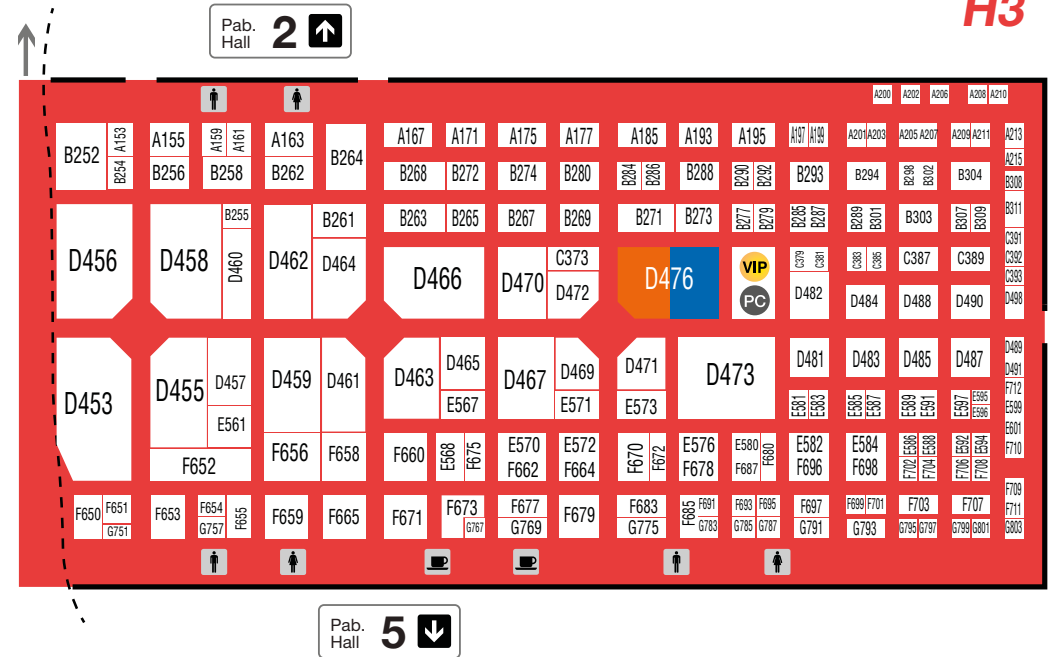 H3
Pab. Hall 2
A200 A202 A206 A208 A210
B252 A153 A155 A159 A161 A163 B264 A167 A171 A175 A177 A185 A193 A195 A197 A199 A201 A203 A205 A207 A209 A211 A213
A215
B254 B256 B258 B262 B268 B272 B274 B280 B284 B286 B288 B290 B292 B293 B294 B298 B302 B304 B308
B255 B261 B263 B265 B267 B269 B271 B273 B277 B279 B285 B287 B289 B301 B303 B307 B309 B311
C391
D456 D458 D460 D462 D464 D466 D470 C373 D476 VIP C379 C381 C383 C385 C387 C389 C392
C393
D472 PC D482 D484 D488 D490 D498
D453 D455 D457 D459 D461 D463 D465 D467 D469 D471 D473 D481 D483 D485 D487 D489
D491
F712
E561 E567 E571 E573 E581 E583 E585 E587 E589 E591 E597 E595 E596 E599
E601
F652 F656 F658 F660 E568 F675 E570 E572 F670 F672 E576 E580 F680 E582 E584 E586 E588 E592 E594 F710
F662 F664 F678 F687 F696 F698 F702 F704 F706 F708
F709
F650 F651 F653 F654 F655 F659 F665 F671 F673 F677 F679 F683 F685 F691 F693 F695 F697 F699 F701 F703 F707 F711
G751 G757 G767 G769 G775 G783 G785 G787 G791 G793 G795 G797 G799 G801 G803
Pab. Hall 5